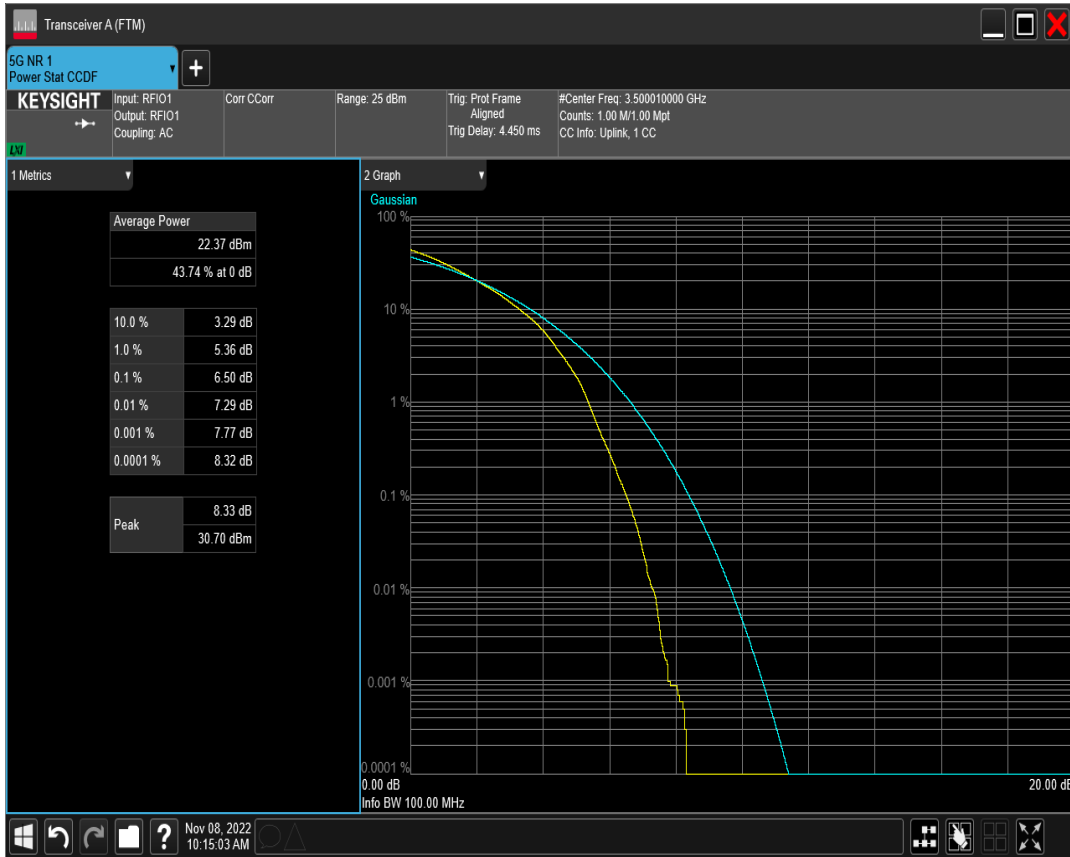 Transceiver A (FTM)
5G NR 1
Power Stat CCDF
+
KEYSIGHT
LXI
Input: RFIO1
Output: RFIO1
Coupling: AC
Corr CCorr
Range: 25 dBm
Trig: Prot Frame
Aligned
Trig Delay: 4.450 ms
#Center Freq: 3.500010000 GHz
Counts: 1.00 M/1.00 Mpt
CC Info: Uplink, 1 CC
1 Metrics
Average Power
22.37 dBm
43.74 % at 0 dB
10.0 % 3.29 dB
1.0 % 5.36 dB
0.1 % 6.50 dB
0.01 % 7.29 dB
0.001 % 7.77 dB
0.0001 % 8.32 dB
Peak
8.33 dB
30.70 dBm
2 Graph
Gaussian
100 %
10 %
1 %
0.1 %
0.01 %
0.001 %
0.0001 %
0.00 dB 20.00 dB
Info BW 100.00 MHz
?
Nov 08, 2022
10:15:03 AM